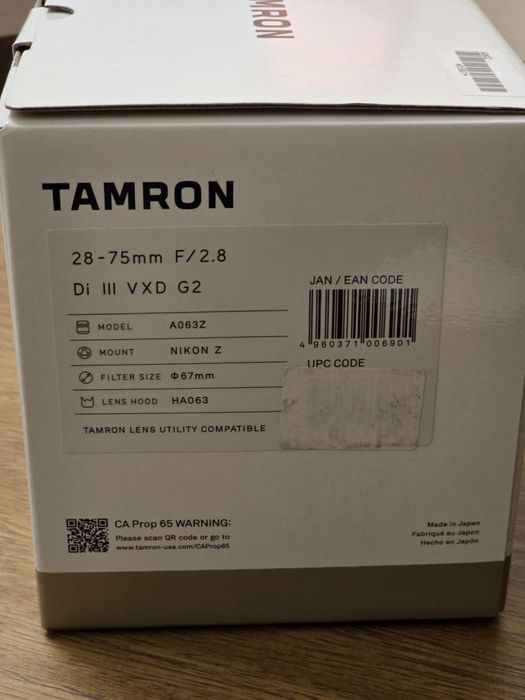 TAMRON
TAMRON
28-75mm F/2.8
Di III VXD G2
MODEL A063Z
MOUNT NIKON Z
FILTER SIZE Φ67mm
LENS HOOD HA063
TAMRON LENS UTILITY COMPATIBLE
JAN / EAN CODE
4 960371 006901
UPC CODE
CA Prop 65 WARNING:
Please scan QR code or go to
www.tamron-usa.com/CAProp65
Made in Japan
Fabriqué au Japon
Hecho en Japón